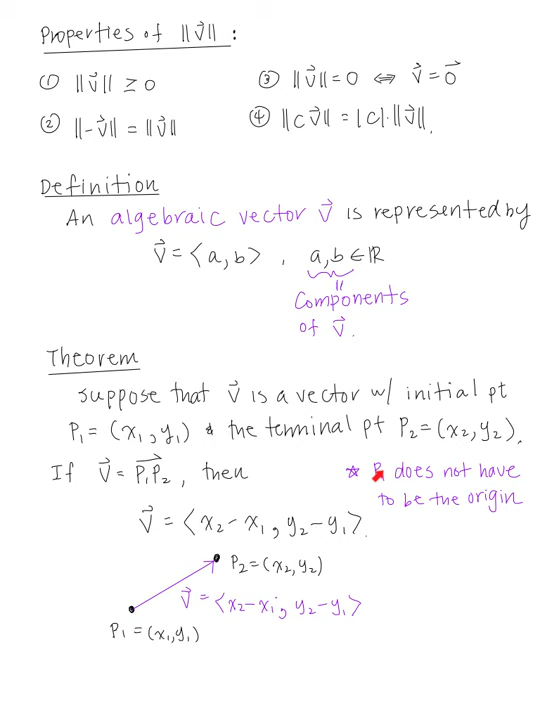 Properties of ‖v⃗‖ :
① ‖v⃗‖ ≥ 0
③ ‖v⃗‖ = 0 ⇔ v⃗ = 0⃗
② ‖-v⃗‖ = ‖v⃗‖
④ ‖c v⃗‖ = |c|·‖v⃗‖.
Definition
An algebraic vector v⃗ is represented by
v⃗ = <a, b> , a, b ∈ ℝ
॥
Components
of v⃗.
Theorem
Suppose that v⃗ is a vector w/ initial pt
P₁ = (x₁, y₁) & the terminal pt P₂ = (x₂, y₂).
If v⃗ = P₁P₂⃗, then
* P₁ does not have
to be the origin
v⃗ = <x₂ - x₁, y₂ - y₁>.
P₂ = (x₂, y₂)
v⃗ = <x₂ - x₁, y₂ - y₁>
P₁ = (x₁, y₁)